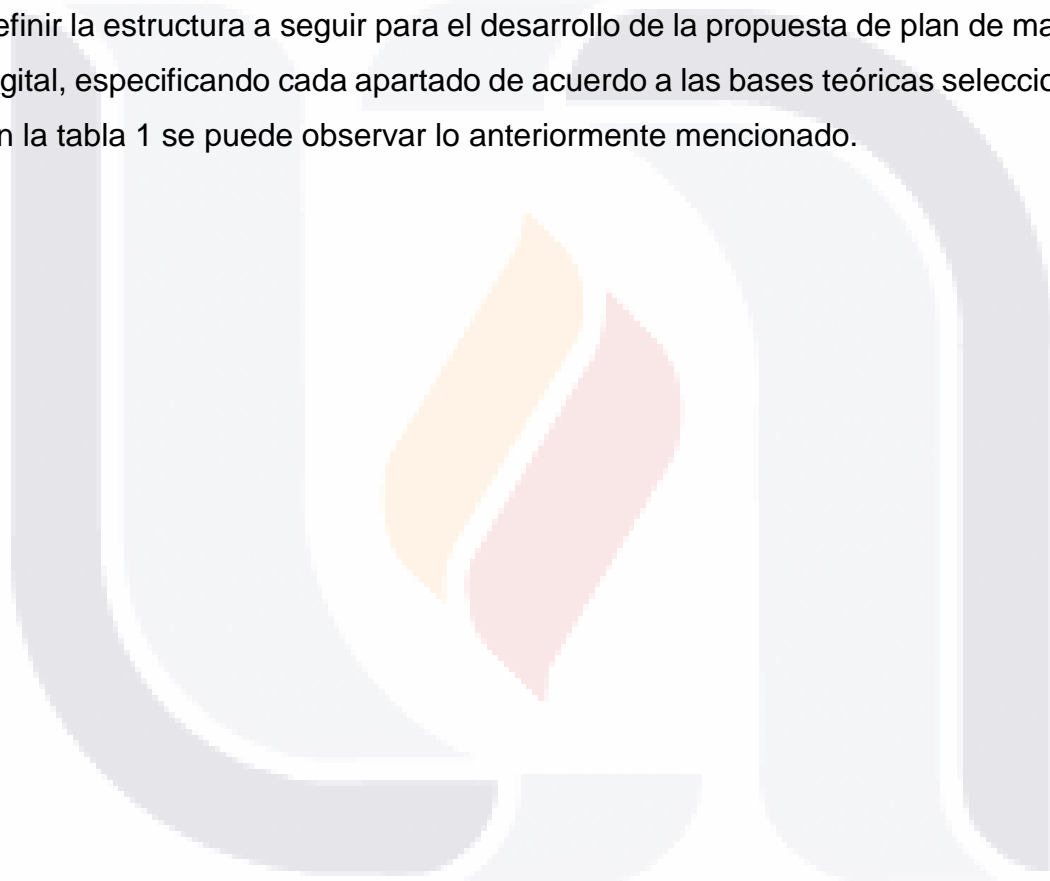 efinir la estructura a seguir para el desarrollo de la propuesta de plan de ma
gital, especificando cada apartado de acuerdo a las bases teóricas seleccio
n la tabla 1 se puede observar lo anteriormente mencionado.